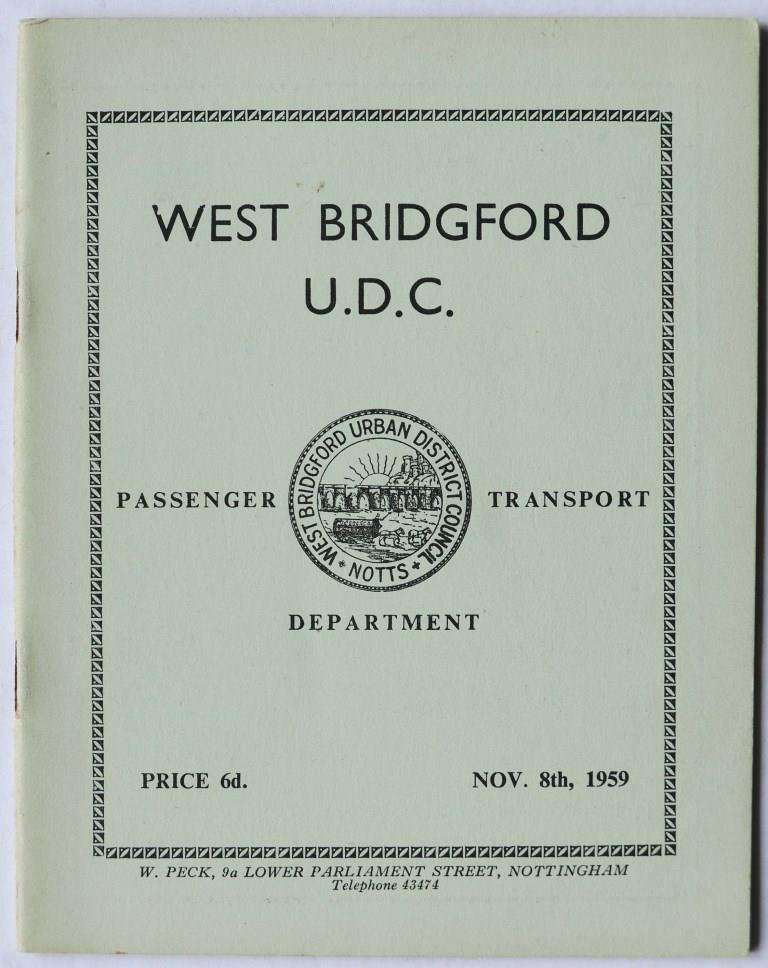 WEST BRIDGFORD
U.D.C.
WEST BRIDGFORD URBAN DISTRICT COUNCIL
NOTTS
PASSENGER TRANSPORT
DEPARTMENT
PRICE 6d. NOV. 8th, 1959
W. PECK, 9a LOWER PARLIAMENT STREET, NOTTINGHAM
Telephone 43474